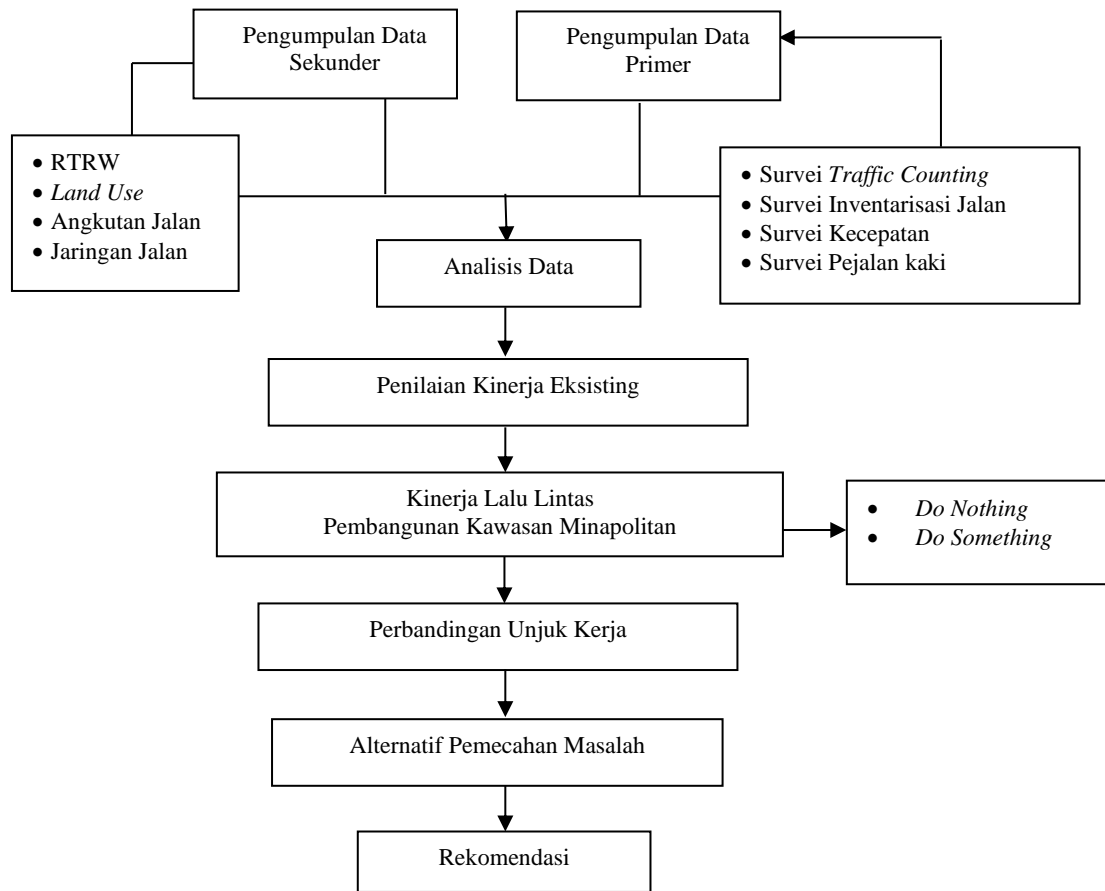 Pengumpulan Data
Sekunder
Pengumpulan Data
Primer
• RTRW
• Land Use
• Angkutan Jalan
• Jaringan Jalan
• Survei Traffic Counting
• Survei Inventarisasi Jalan
• Survei Kecepatan
• Survei Pejalan kaki
Analisis Data
Penilaian Kinerja Eksisting
Kinerja Lalu Lintas
Pembangunan Kawasan Minapolitan
• Do Nothing
• Do Something
Perbandingan Unjuk Kerja
Alternatif Pemecahan Masalah
Rekomendasi